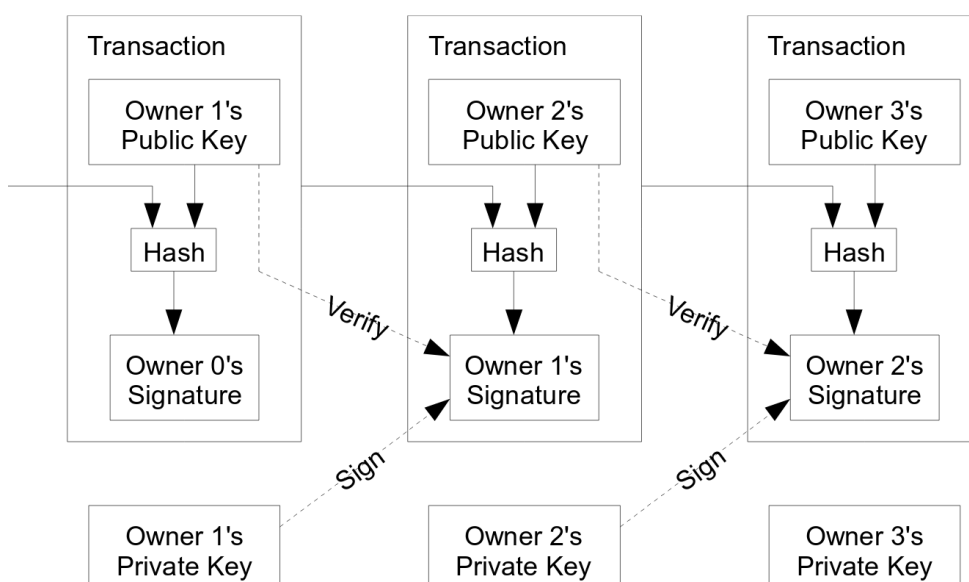 Transaction
Transaction
Transaction
Owner 1's
Public Key
Owner 2's
Public Key
Owner 3's
Public Key
Hash
Hash
Hash
Verify
Verify
Owner 0's
Signature
Owner 1's
Signature
Owner 2's
Signature
Sign
Sign
Owner 1's
Private Key
Owner 2's
Private Key
Owner 3's
Private Key